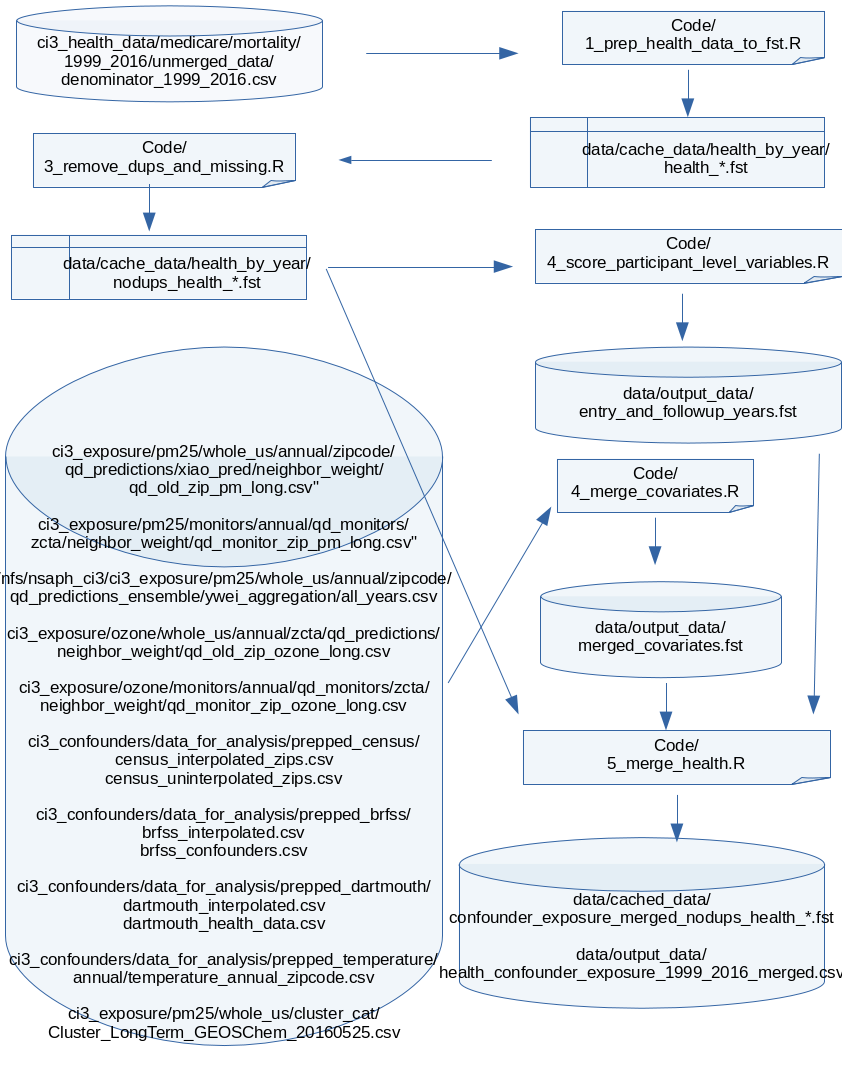 ci3_health_data/medicare/mortality/
1999_2016/unmerged_data/
denominator_1999_2016.csv
Code/
1_prep_health_data_to_fst.R
Code/
3_remove_dups_and_missing.R
data/cache_data/health_by_year/
health_*.fst
data/cache_data/health_by_year/
nodups_health_*.fst
Code/
4_score_participant_level_variables.R
data/output_data/
entry_and_followup_years.fst
ci3_exposure/pm25/whole_us/annual/zipcode/
qd_predictions/xiao_pred/neighbor_weight/
qd_old_zip_pm_long.csv"
ci3_exposure/pm25/monitors/annual/qd_monitors/
zcta/neighbor_weight/qd_monitor_zip_pm_long.csv"
/nfs/nsaph_ci3/ci3_exposure/pm25/whole_us/annual/zipcode/
qd_predictions_ensemble/ywei_aggregation/all_years.csv
ci3_exposure/ozone/whole_us/annual/zcta/qd_predictions/
neighbor_weight/qd_old_zip_ozone_long.csv
ci3_exposure/ozone/monitors/annual/qd_monitors/zcta/
neighbor_weight/qd_monitor_zip_ozone_long.csv
ci3_confounders/data_for_analysis/prepped_census/
census_interpolated_zips.csv
census_uninterpolated_zips.csv
ci3_confounders/data_for_analysis/prepped_brfss/
brfss_interpolated.csv
brfss_confounders.csv
ci3_confounders/data_for_analysis/prepped_dartmouth/
dartmouth_interpolated.csv
dartmouth_health_data.csv
ci3_confounders/data_for_analysis/prepped_temperature/
annual/temperature_annual_zipcode.csv
ci3_exposure/pm25/whole_us/cluster_cat/
Cluster_LongTerm_GEOSChem_20160525.csv
Code/
4_merge_covariates.R
data/output_data/
merged_covariates.fst
Code/
5_merge_health.R
data/cached_data/
confounder_exposure_merged_nodups_health_*.fst
data/output_data/
health_confounder_exposure_1999_2016_merged.csv